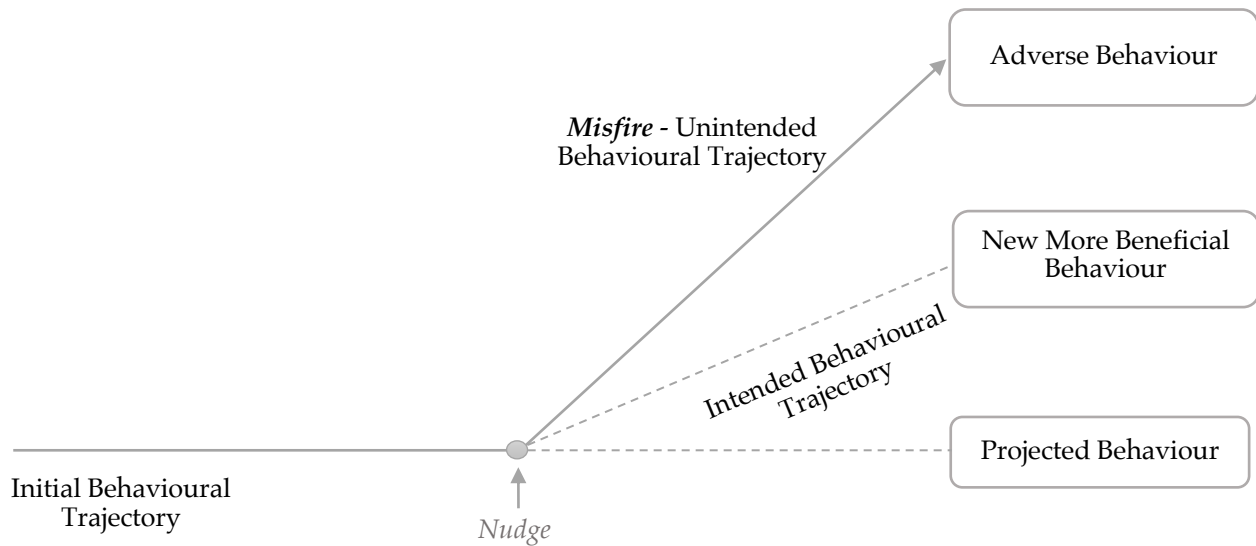 Adverse Behaviour
Misfire - Unintended
Behavioural Trajectory
New More Beneficial
Behaviour
Intended Behavioural
Trajectory
Projected Behaviour
Initial Behavioural
Trajectory
Nudge